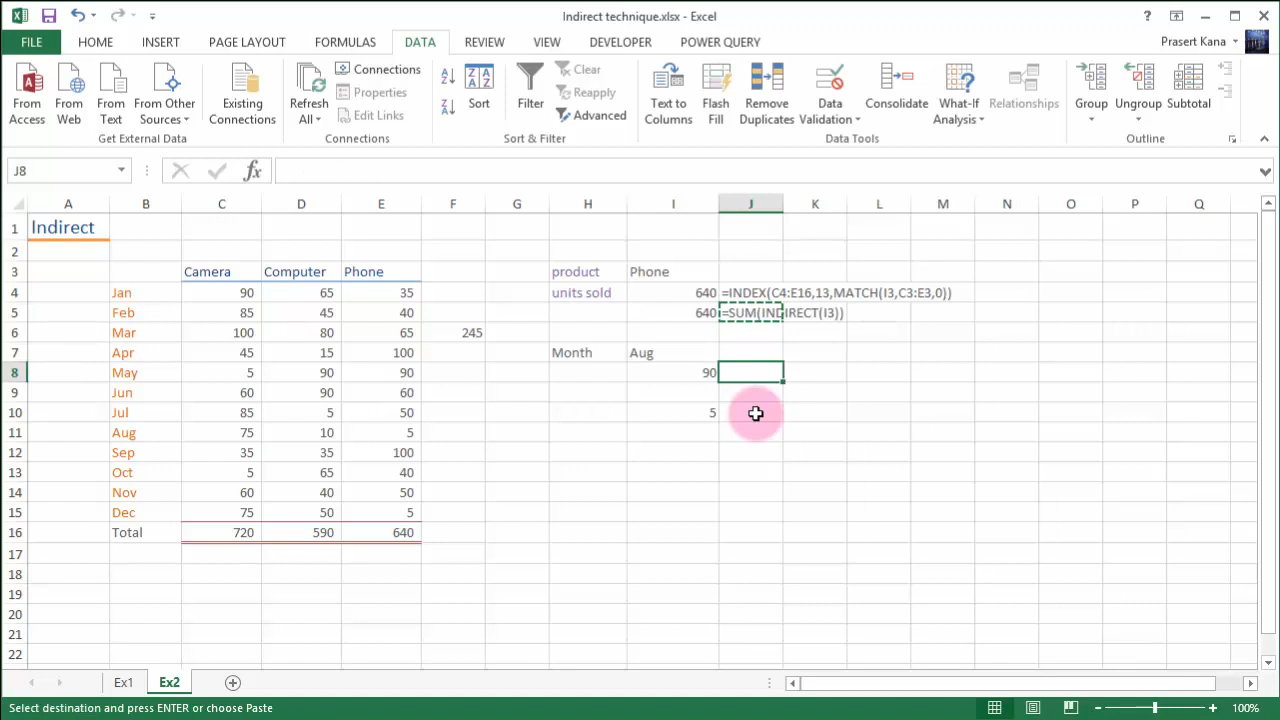 Indirect technique.xlsx - Excel
FILE HOME INSERT PAGE LAYOUT FORMULAS DATA REVIEW VIEW DEVELOPER POWER QUERY Prasert Kana
From Access
From Web
From Text
From Other Sources
Existing Connections
Get External Data
Refresh All
Connections
Properties
Edit Links
Connections
Sort
Filter
Clear
Reapply
Advanced
Sort & Filter
Text to Columns
Flash Fill
Remove Duplicates
Data Validation
Consolidate
What-If Analysis
Relationships
Data Tools
Group
Ungroup
Subtotal
Outline
J8 fx
A B C D E F G H I J K L M N O P Q
1 Indirect
2
3 Camera Computer Phone product Phone
4 Jan 90 65 35 units sold 640 =INDEX(C4:E16,13,MATCH(I3,C3:E3,0))
5 Feb 85 45 40 640 =SUM(INDIRECT(I3))
6 Mar 100 80 65 245
7 Apr 45 15 100 Month Aug
8 May 5 90 90 90
9 Jun 60 90 60
10 Jul 85 5 50 5
11 Aug 75 10 5
12 Sep 35 35 100
13 Oct 5 65 40
14 Nov 60 40 50
15 Dec 75 50 5
16 Total 720 590 640
17
18
19
20
21
22
Ex1 Ex2
Select destination and press ENTER or choose Paste 100%